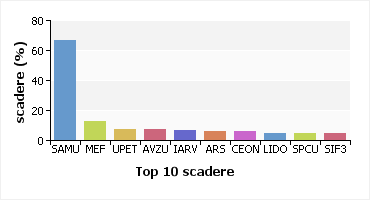 scadere (%)
80
60
40
20
0
SAMU MEF UPET AVZU IARV ARS CEON LIDO SPCU SIF3
Top 10 scadere